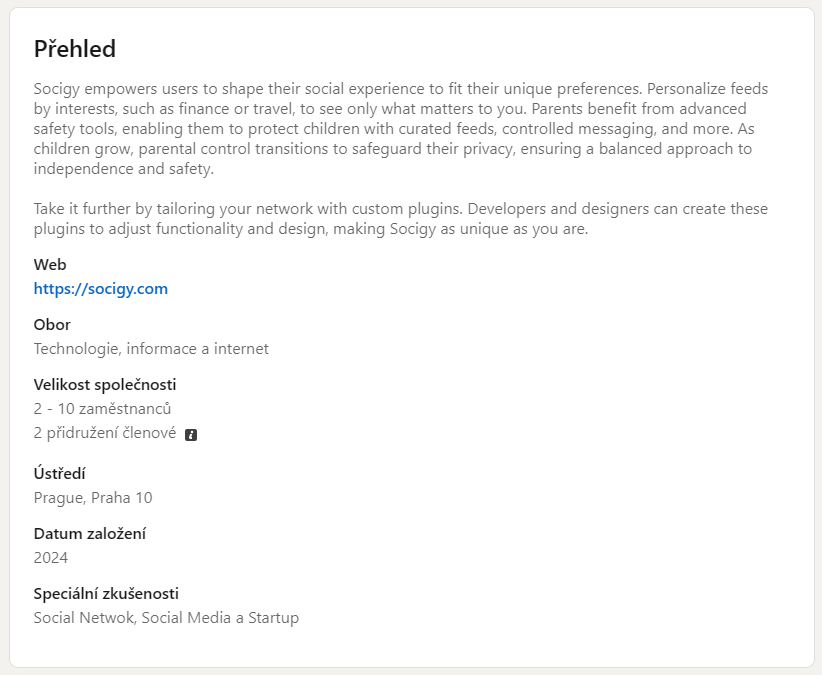 Přehled
Socigy empowers users to shape their social experience to fit their unique preferences. Personalize feeds
by interests, such as finance or travel, to see only what matters to you. Parents benefit from advanced
safety tools, enabling them to protect children with curated feeds, controlled messaging, and more. As
children grow, parental control transitions to safeguard their privacy, ensuring a balanced approach to
independence and safety.
Take it further by tailoring your network with custom plugins. Developers and designers can create these
plugins to adjust functionality and design, making Socigy as unique as you are.
Web
https://socigy.com
Obor
Technologie, informace a internet
Velikost společnosti
2 - 10 zaměstnanců
2 přidružení členové
Ústředí
Prague, Praha 10
Datum založení
2024
Speciální zkušenosti
Social Netwok, Social Media a Startup